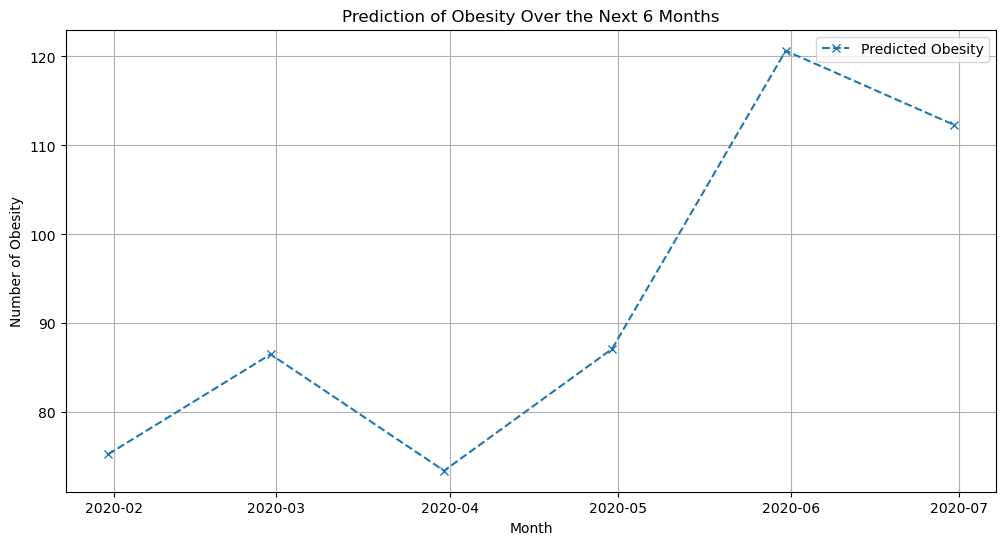 Prediction of Obesity Over the Next 6 Months
Predicted Obesity
120
110
100
90
80
Number of Obesity
2020-02 2020-03 2020-04 2020-05 2020-06 2020-07
Month